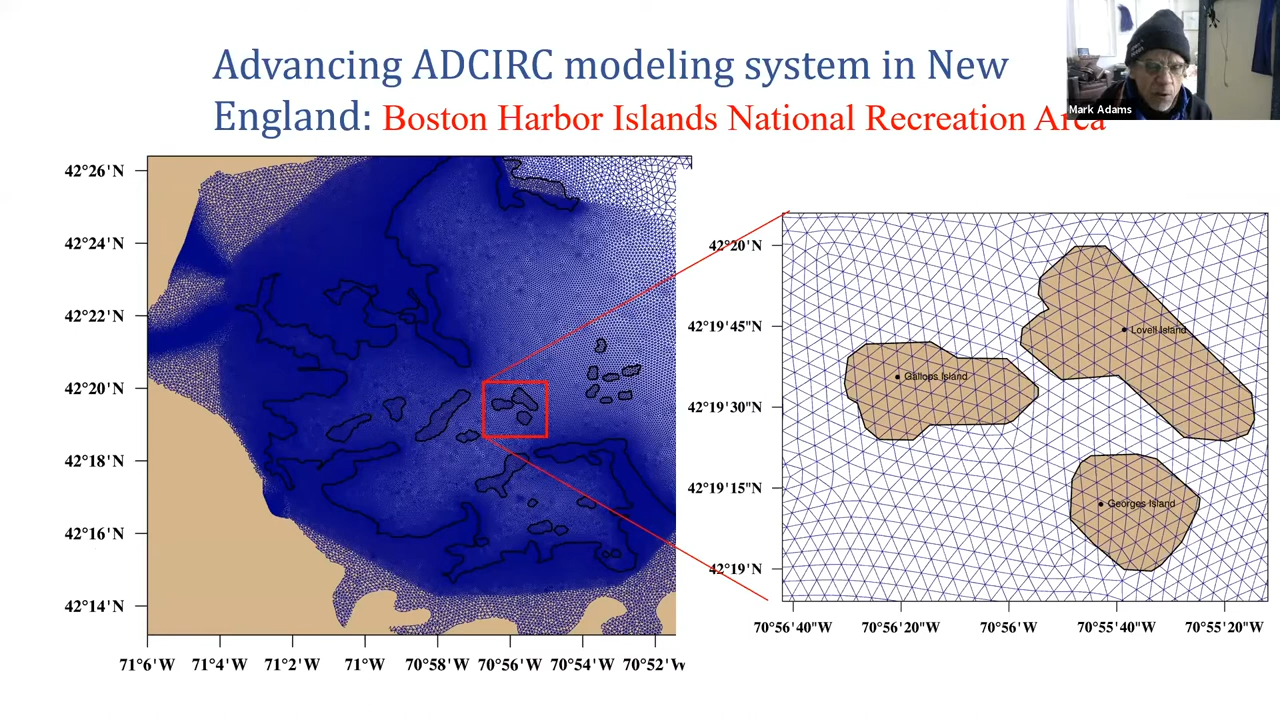 Advancing ADCIRC modeling system in New
England: Boston Harbor Islands National Recreation Area
Mark Adams
42°26'N
42°24'N
42°22'N
42°20'N
42°18'N
42°16'N
42°14'N
71°6'W 71°4'W 71°2'W 71°W 70°58'W 70°56'W 70°54'W 70°52'W
42°20'N
42°19'45"N
42°19'30"N
42°19'15"N
42°19'N
Lovell Island
Gallops Island
Georges Island
70°56'40"W 70°56'20"W 70°56'W 70°55'40"W 70°55'20"W